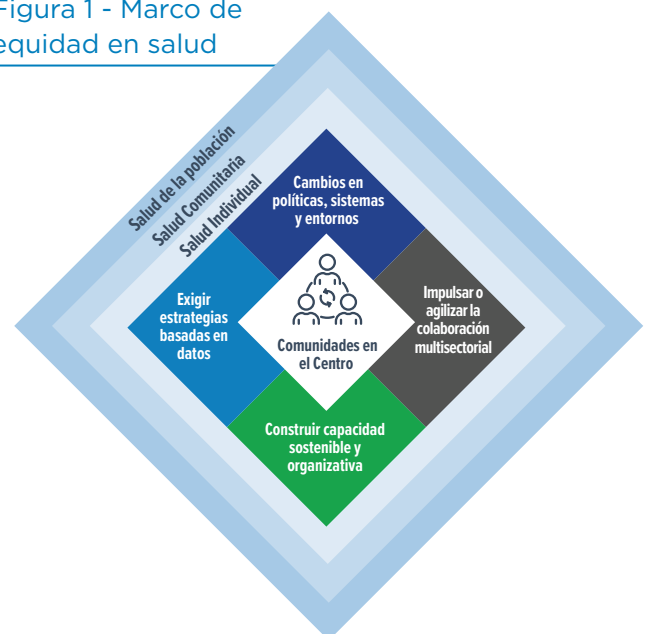 Figura 1 - Marco de
equidad en salud
Salud de la población
Salud Comunitaria
Salud Individual
Cambios en
políticas, sistemas
y entornos
Exigir
estrategias
basadas en
datos
Comunidades en
el Centro
Impulsar o
agilizar la
colaboración
multisectorial
Construir capacidad
sostenible y
organizativa